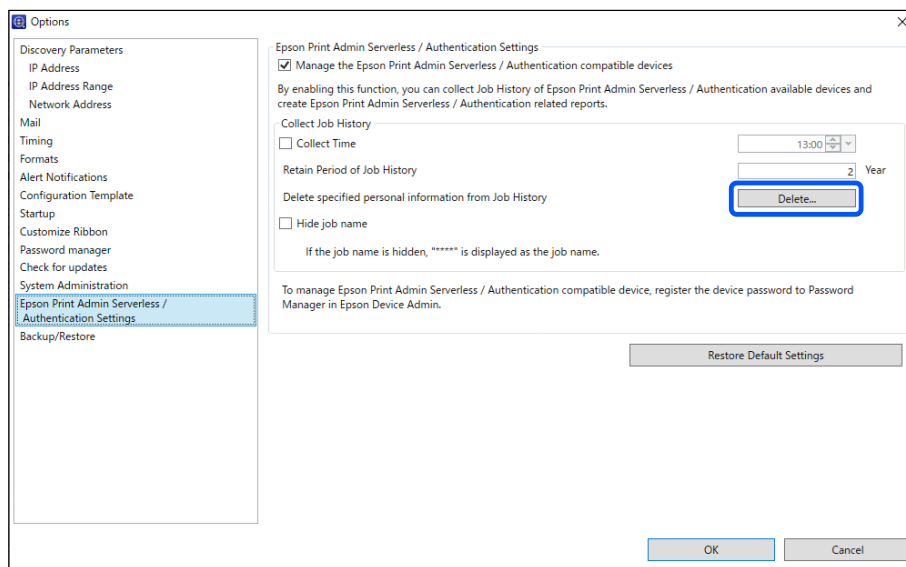 Options
Discovery Parameters
IP Address
IP Address Range
Network Address
Mail
Timing
Formats
Alert Notifications
Configuration Template
Startup
Customize Ribbon
Password manager
Check for updates
System Administration
Epson Print Admin Serverless /
Authentication Settings
Backup/Restore
Epson Print Admin Serverless / Authentication Settings
Manage the Epson Print Admin Serverless / Authentication compatible devices
By enabling this function, you can collect Job History of Epson Print Admin Serverless / Authentication available devices and
create Epson Print Admin Serverless / Authentication related reports.
Collect Job History
Collect Time 13:00
Retain Period of Job History 2 Year
Delete specified personal information from Job History Delete...
Hide job name
If the job name is hidden, "*****" is displayed as the job name.
To manage Epson Print Admin Serverless / Authentication compatible device, register the device password to Password
Manager in Epson Device Admin.
Restore Default Settings
OK Cancel